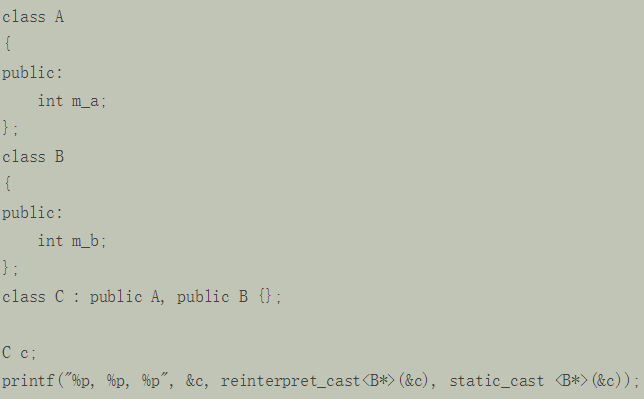 class A
{
public:
    int m_a;
};
class B
{
public:
    int m_b;
};
class C : public A, public B {};

C c;
printf("%p, %p, %p", &c, reinterpret_cast<B*>(&c), static_cast <B*>(&c));